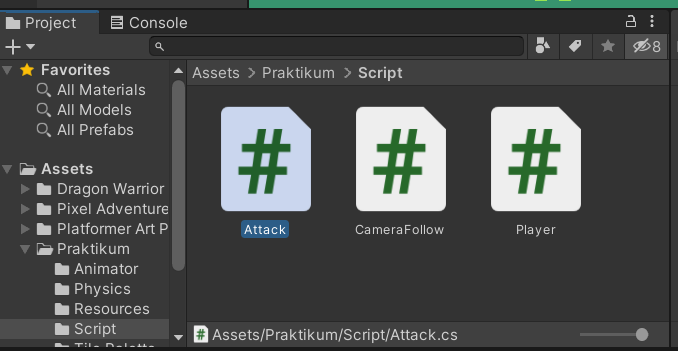 Project Console
8
Favorites
All Materials
All Models
All Prefabs
Assets
Dragon Warrior
Pixel Adventure
Platformer Art P
Praktikum
Animator
Physics
Resources
Script
Assets > Praktikum > Script
Attack
CameraFollow
Player
Assets/Praktikum/Script/Attack.cs